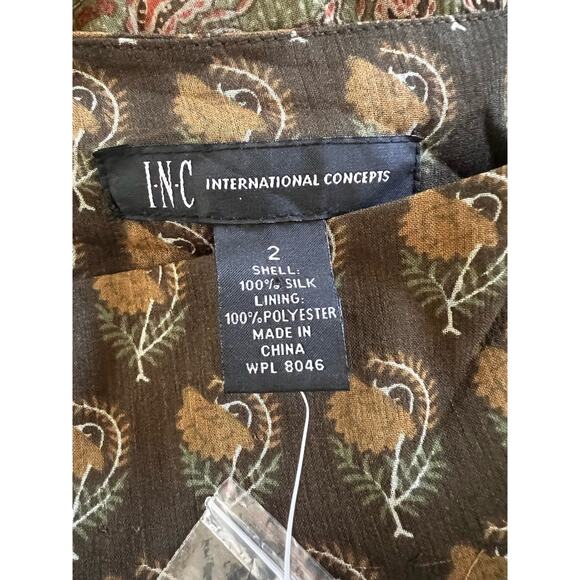 I·N·C INTERNATIONAL CONCEPTS
2
SHELL:
100% SILK
LINING:
100%POLYESTER
MADE IN
CHINA
WPL 8046